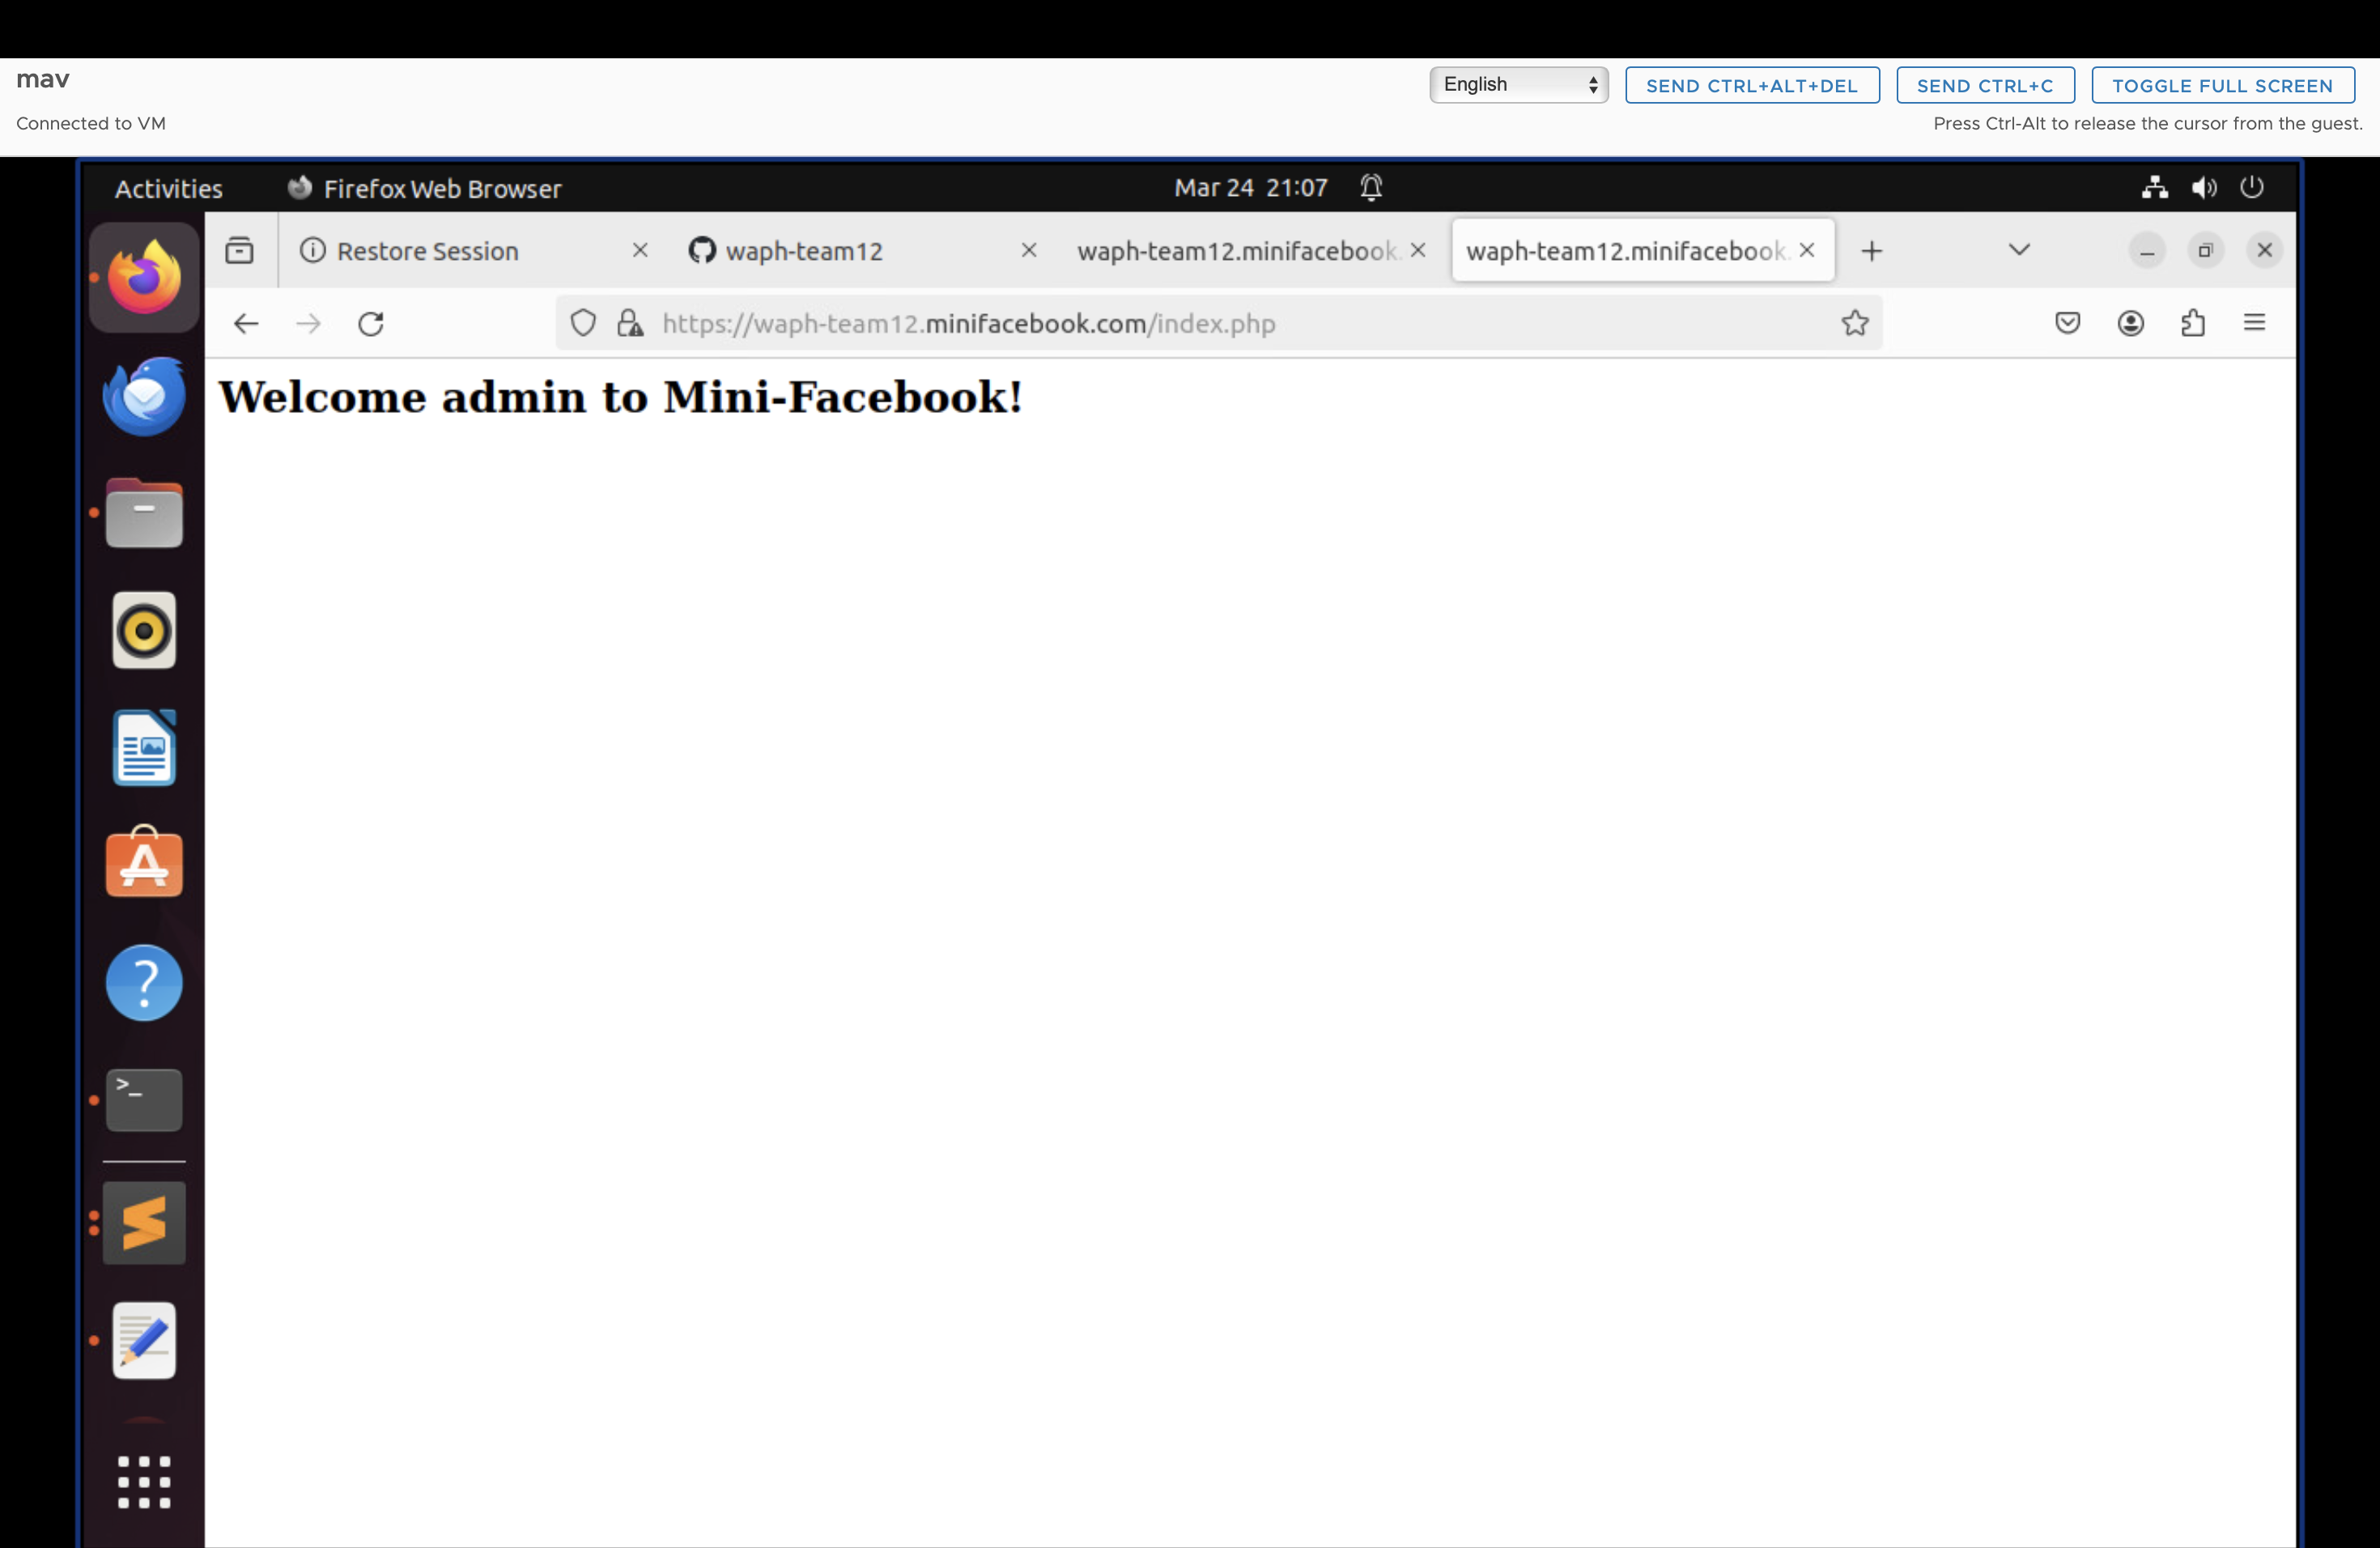 mav
English
SEND CTRL+ALT+DEL
SEND CTRL+C
TOGGLE FULL SCREEN
Connected to VM
Press Ctrl-Alt to release the cursor from the guest.
Activities
Firefox Web Browser
Mar 24 21:07
Restore Session
waph-team12
waph-team12.minifacebook.
waph-team12.minifacebook.
https://waph-team12.minifacebook.com/index.php
Welcome admin to Mini-Facebook!